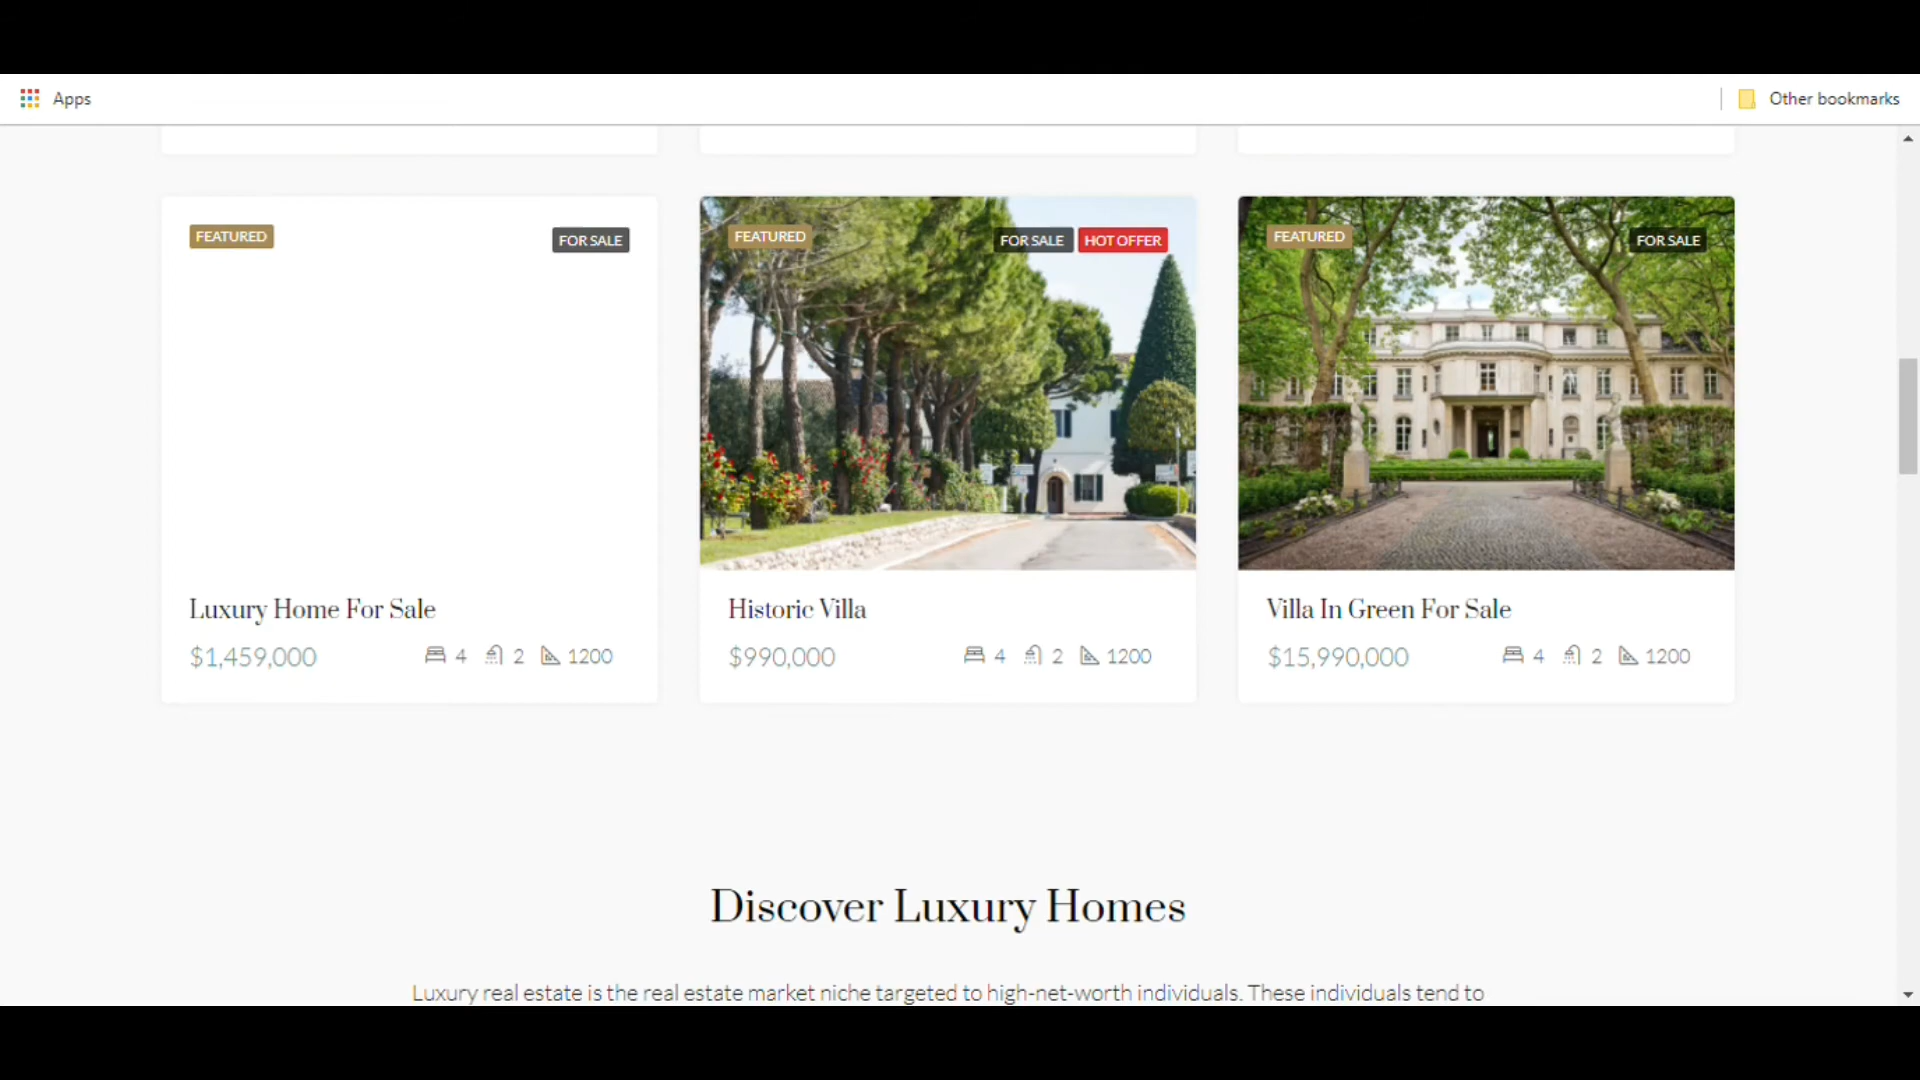 Apps
Other bookmarks
FEATURED
FOR SALE
FEATURED
FOR SALE
HOT OFFER
FEATURED
FOR SALE
Luxury Home For Sale
$1,459,000
4
2
1200
Historic Villa
$990,000
4
2
1200
Villa In Green For Sale
$15,990,000
4
2
1200
Discover Luxury Homes
Luxury real estate is the real estate market niche targeted to high-net-worth individuals. These individuals tend to